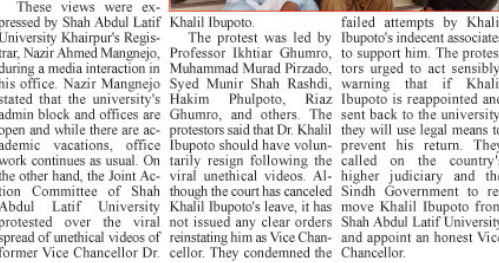 These views were ex-
pressed by Shah Abdul Latif
University Khairpur's Regis-
trar, Nazir Ahmed Mangnejo,
during a media interaction in
his office. Nazir Mangnejo
stated that the university's
admin block and offices are
open and while there are ac-
ademic vacations, office
work continues as usual. On
the other hand, the Joint Ac-
tion Committee of Shah
Abdul Latif University
protested over the viral
spread of unethical videos of
former Vice Chancellor Dr.
Khalil Ibupoto.
The protest was led by
Professor Ikhtiar Ghumro,
Muhammad Murad Pirzado,
Syed Munir Shah Rashdi,
Hakim Phulpoto, Riaz
Ghumro, and others. The
protestors said that Dr. Khalil
Ibupoto should have volun-
tarily resign following the
viral unethical videos. Al-
though the court has canceled
Khalil Ibupoto's leave, it has
not issued any clear orders
reinstating him as Vice Chan-
cellor. They condemned the
failed attempts by Khali
Ibupoto's indecent associates
to support him. The protes
tors urged to act sensibly
warning that if Khali
Ibupoto is reappointed and
sent back to the university
they will use legal means to
prevent his return. They
called on the country's
higher judiciary and the
Sindh Government to re
move Khalil Ibupoto from
Shah Abdul Latif University
and appoint an honest Vice
Chancellor.